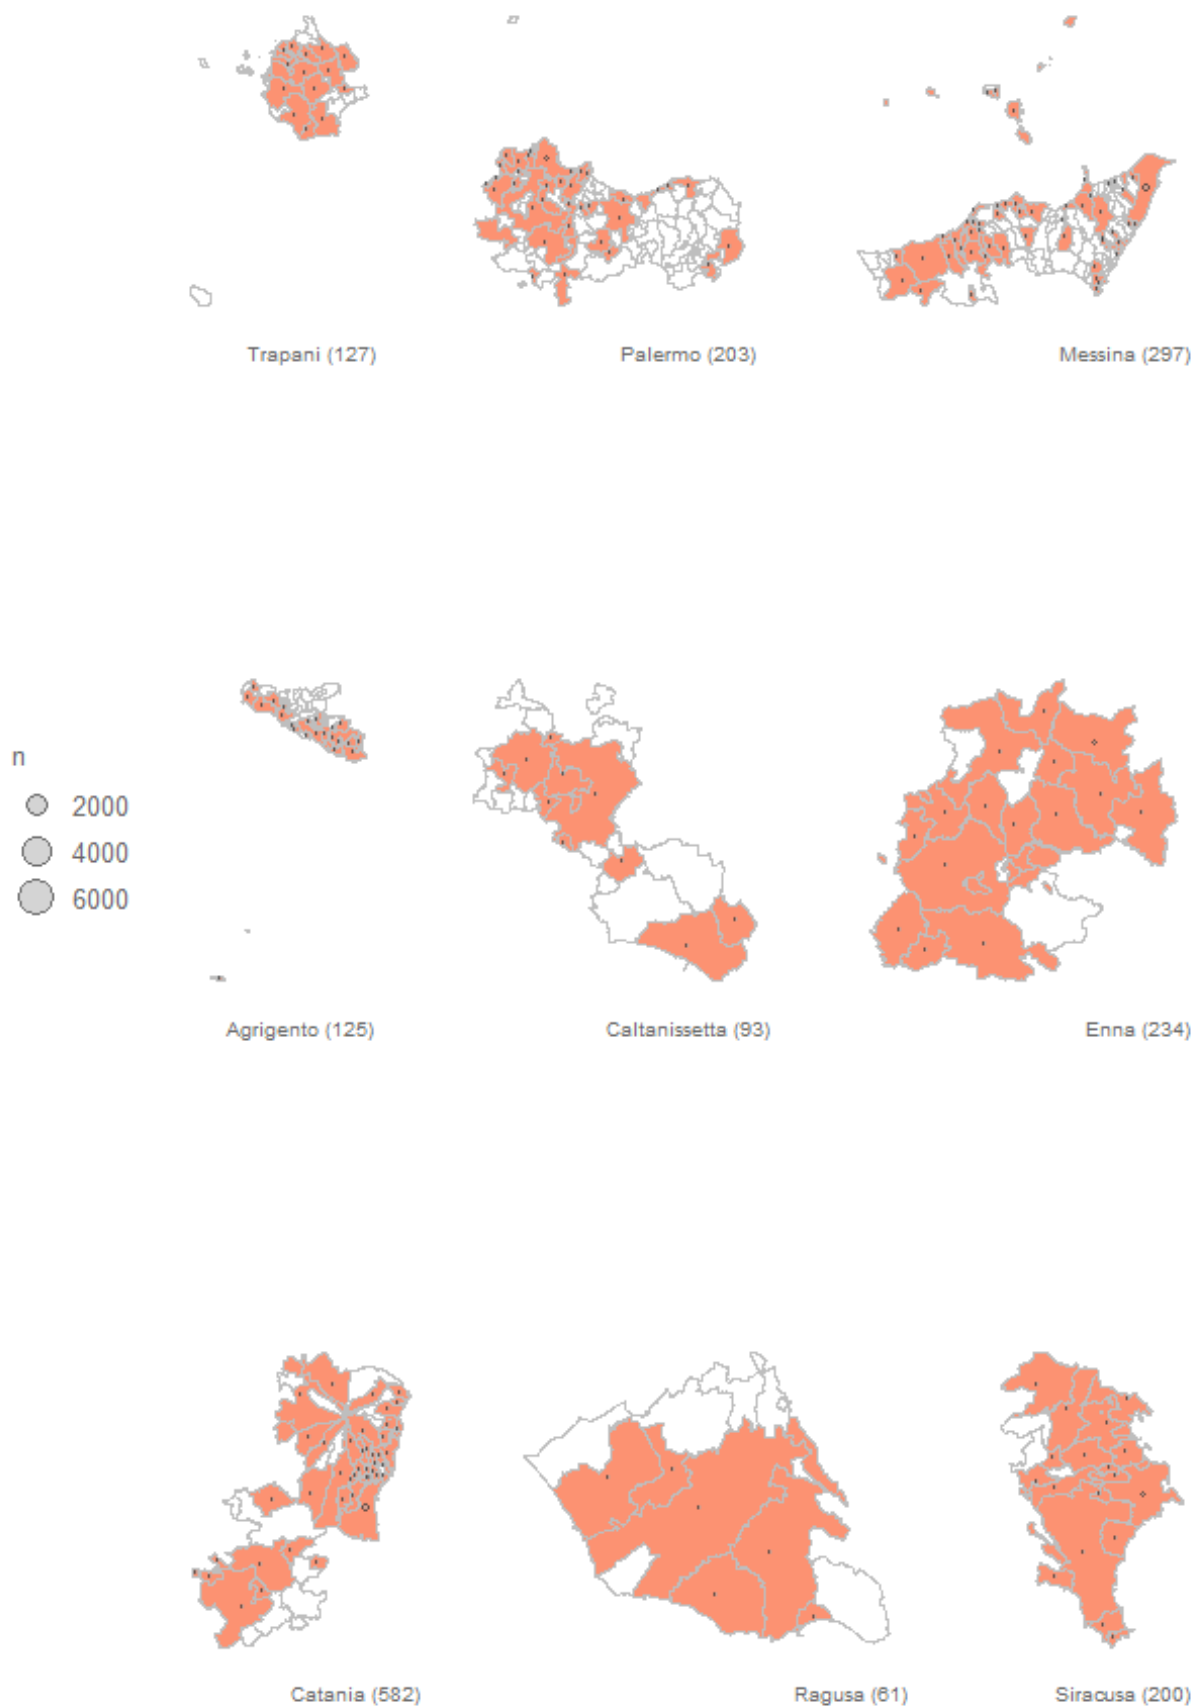 Trapani (127)
Palermo (203)
Messina (297)
n
2000
4000
6000
Agrigento (125)
Caltanissetta (93)
Enna (234)
Catania (582)
Ragusa (61)
Siracusa (200)